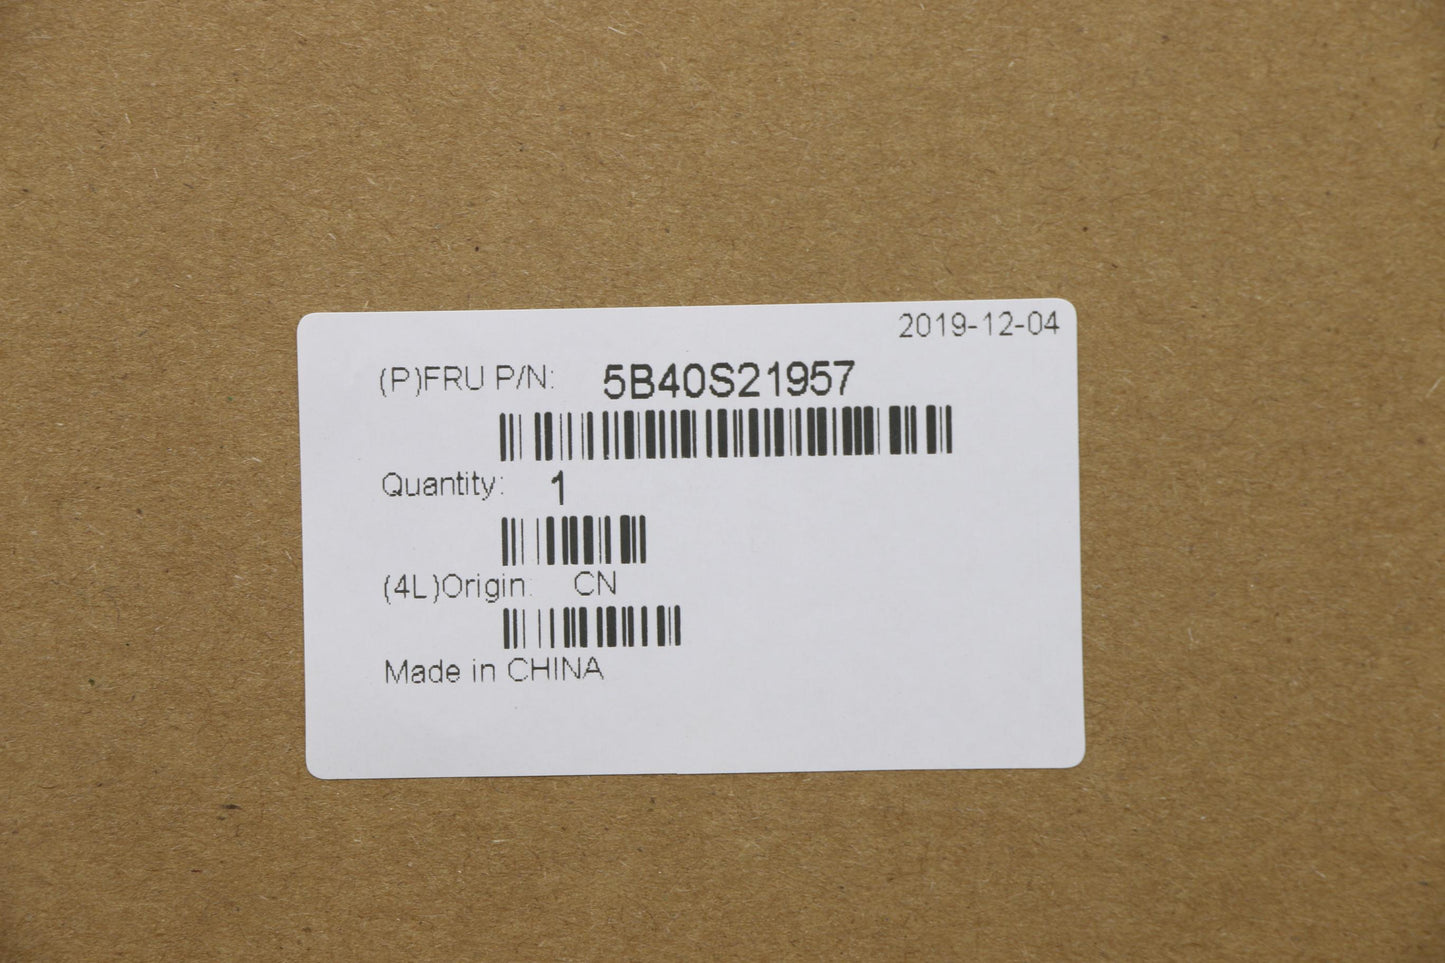 2019-12-04
(P)FRU P/N: 5B40S21957
Quantity: 1
(4L)Origin: CN
Made in CHINA